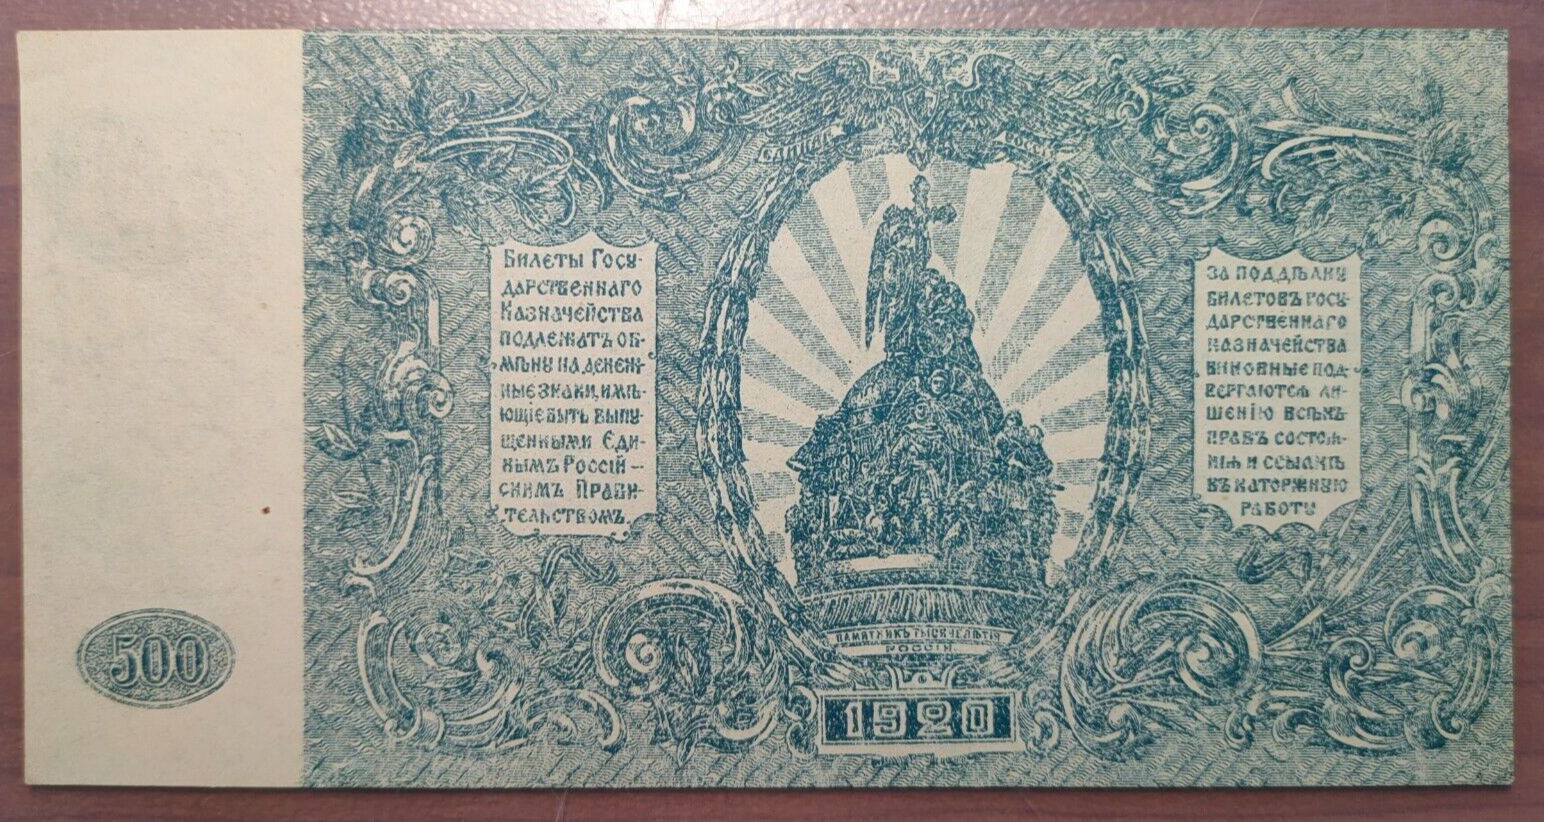 Билеты Госу-
дарственнаго
Казначейства
подлежатъ об-
мѣну на денеж-
ные знаки, имѣ-
ющіе быть выпу-
щенными Еди-
нымъ Россій-
скимъ Прави-
тельствомъ.
за поддѣлку
билетовъ госу-
дарственнаго
казначейства
виновные под-
вергаются ли-
шенію всѣхъ
правъ состоя-
нія и ссылкѣ
въ каторжную
работу
памятникъ тысячелѣтія
россіи.
1920
500